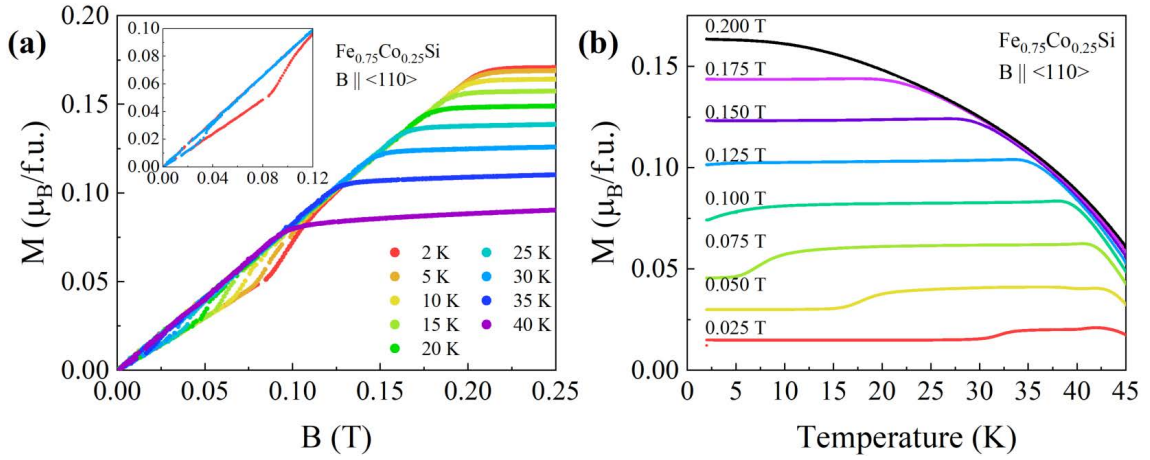 (a)
0.20
0.15
0.10
0.05
0.00
M (μB/f.u.)
0.00 0.05 0.10 0.15 0.20 0.25
B (T)
0.10
0.08
0.06
0.04
0.02
0.00
0.00 0.04 0.08 0.12
Fe0.75Co0.25Si
B || <110>
2 K
5 K
10 K
15 K
20 K
25 K
30 K
35 K
40 K
(b)
0.15
0.10
0.05
0.00
M (μB/f.u.)
0 5 10 15 20 25 30 35 40 45
Temperature (K)
Fe0.75Co0.25Si
B || <110>
0.200 T
0.175 T
0.150 T
0.125 T
0.100 T
0.075 T
0.050 T
0.025 T